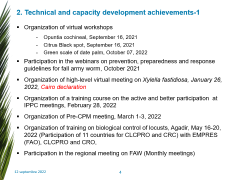 2. Technical and capacity development achievements-1
• Organization of virtual workshops
- Opuntia cochineal, September 16, 2021
- Citrus Black spot, September 16, 2021
- Green scale of date palm, October 07, 2022
• Participation in the webinars on prevention, preparedness and response
guidelines for fall army worm, October 2021
• Organization of high-level virtual meeting on Xylella fastidiosa, January 26,
2022, Cairo declaration
• Organization of a training course on the active and better participation at
IPPC meetings, February 28, 2022
• Organization of Pre-CPM meeting, March 1-3, 2022
• Organization of training on biological control of locusts, Agadir, May 16-20,
2022 (Participation of 11 countries for CLCPRO and CRC) with EMPRES
(FAO), CLCPRO and CRO,
• Participation in the regional meeting on FAW (Monthly meetings)
12 septembre 2022
4